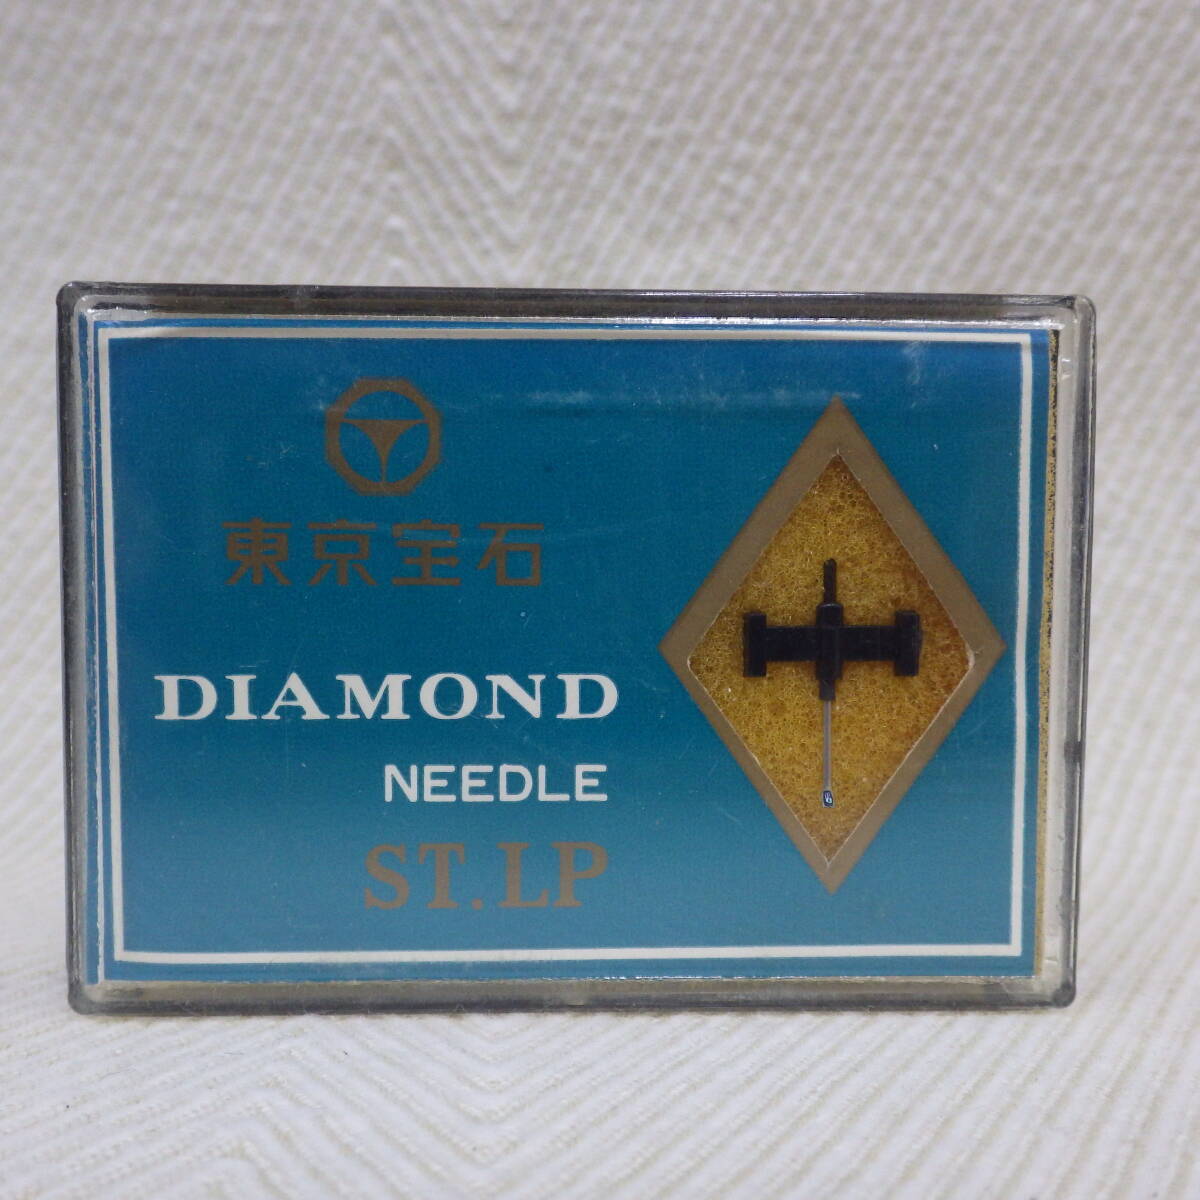 東京宝石
DIAMOND
NEEDLE
ST.LP